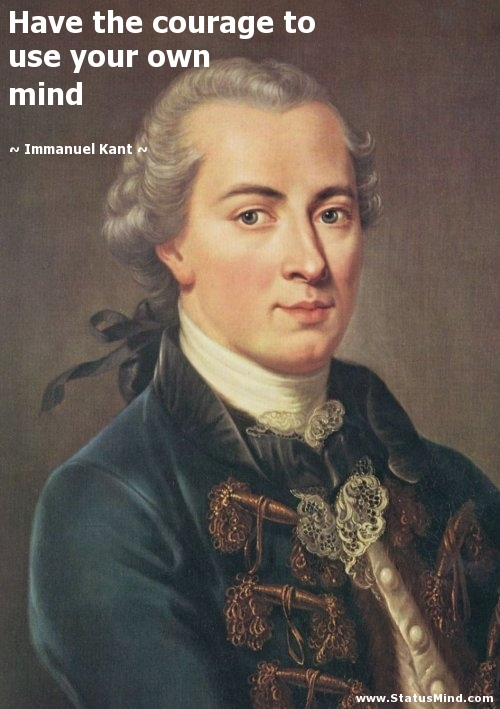 Have the courage to
use your own
mind
~ Immanuel Kant ~
www.StatusMind.com